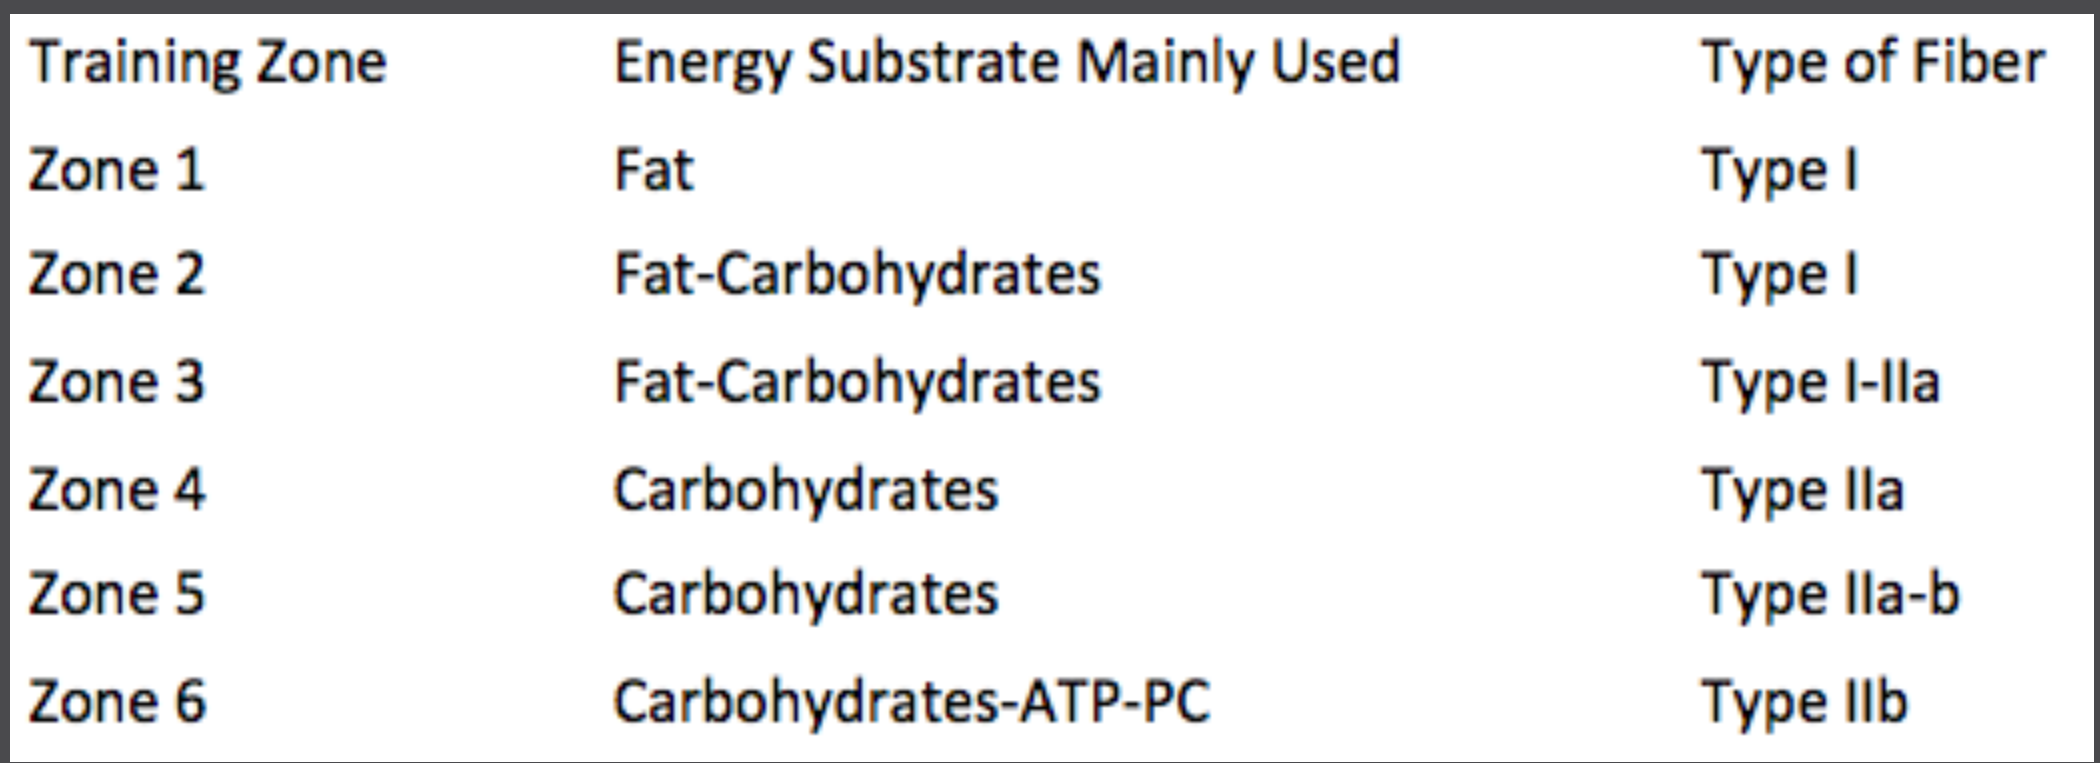 Training Zone Energy Substrate Mainly Used Type of Fiber
Zone 1 Fat Type I
Zone 2 Fat-Carbohydrates Type I
Zone 3 Fat-Carbohydrates Type I-IIa
Zone 4 Carbohydrates Type IIa
Zone 5 Carbohydrates Type IIa-b
Zone 6 Carbohydrates-ATP-PC Type IIb